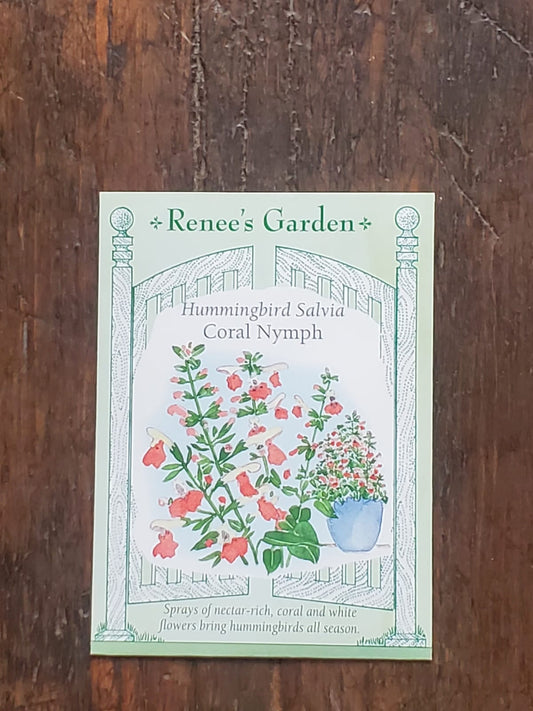 Renee's Garden
Hummingbird Salvia
Coral Nymph
Sprays of nectar-rich, coral and white
flowers bring hummingbirds all season.